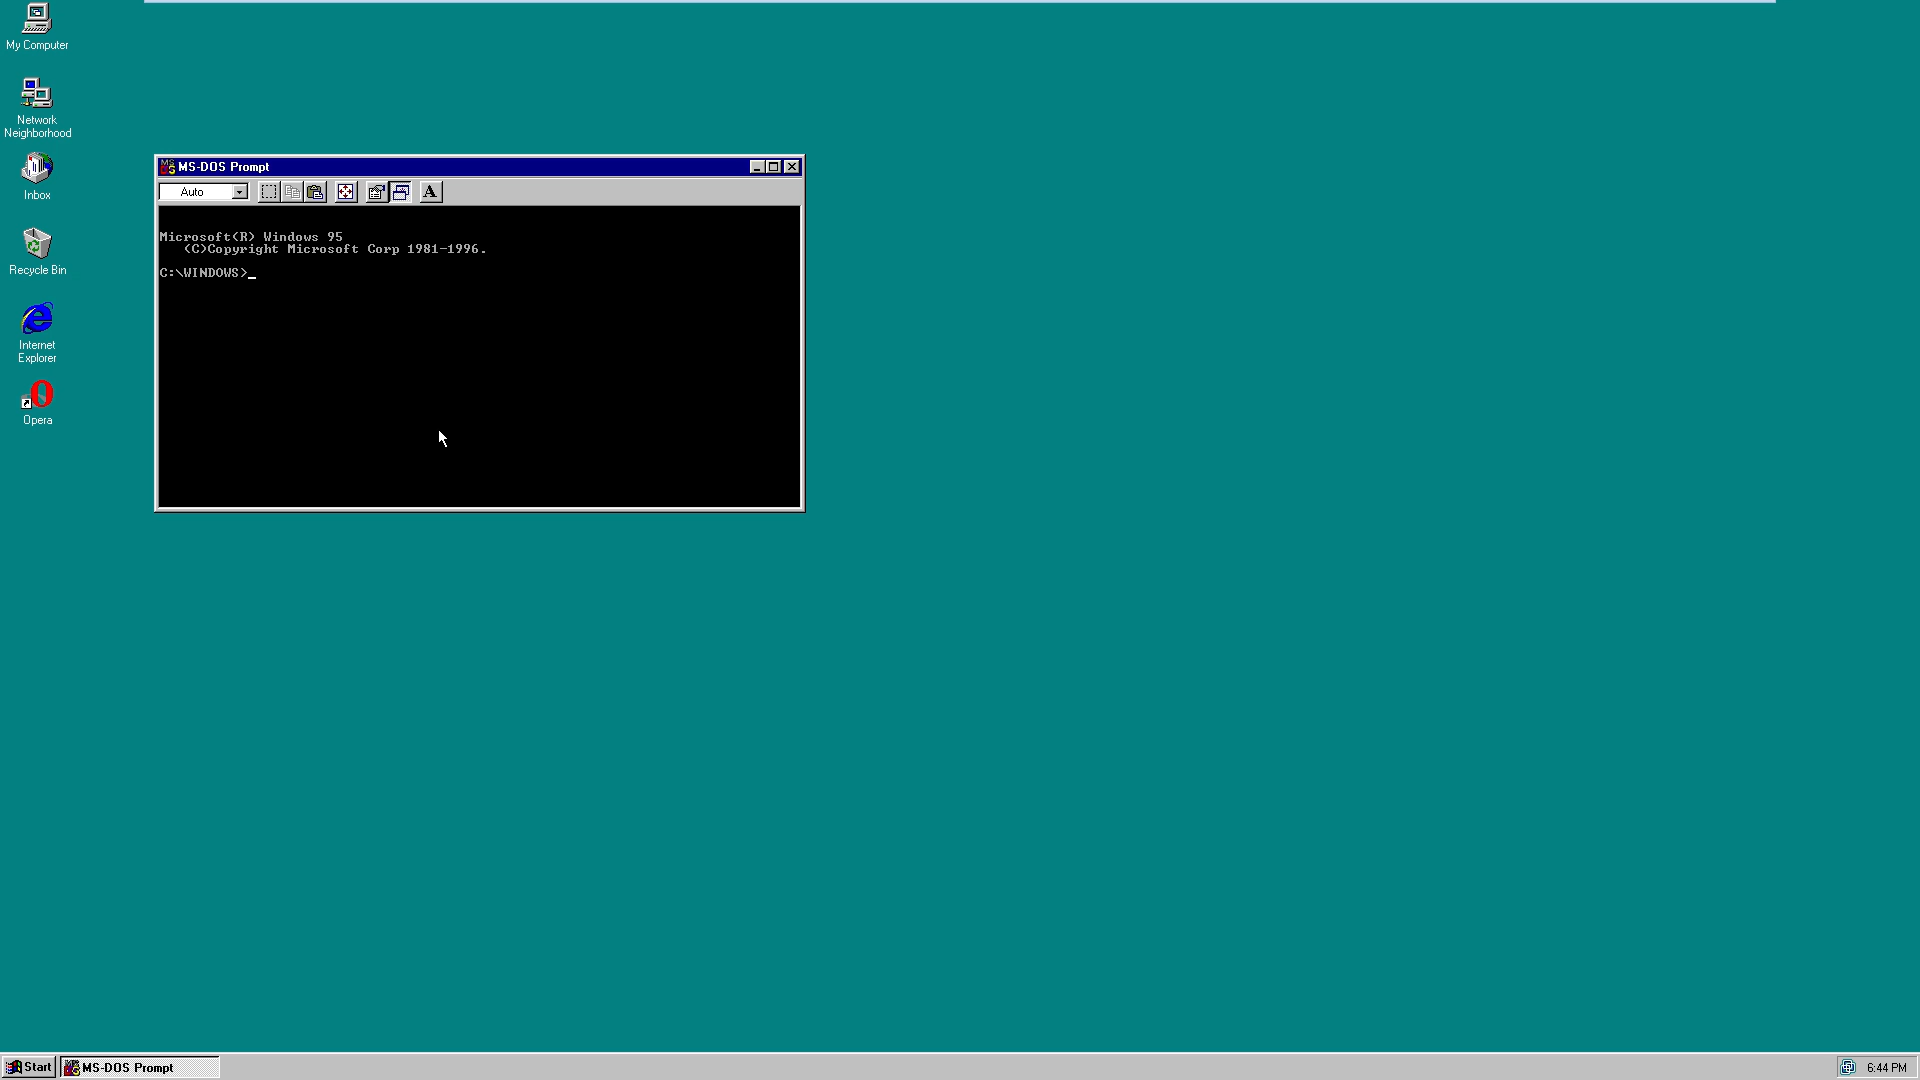 My Computer
Network
Neighborhood
Inbox
Recycle Bin
Internet
Explorer
Opera
MS-DOS Prompt
Auto
A
Microsoft(R) Windows 95
(C)Copyright Microsoft Corp 1981-1996.
C:\WINDOWS>_
Start
MS-DOS Prompt
6:44 PM